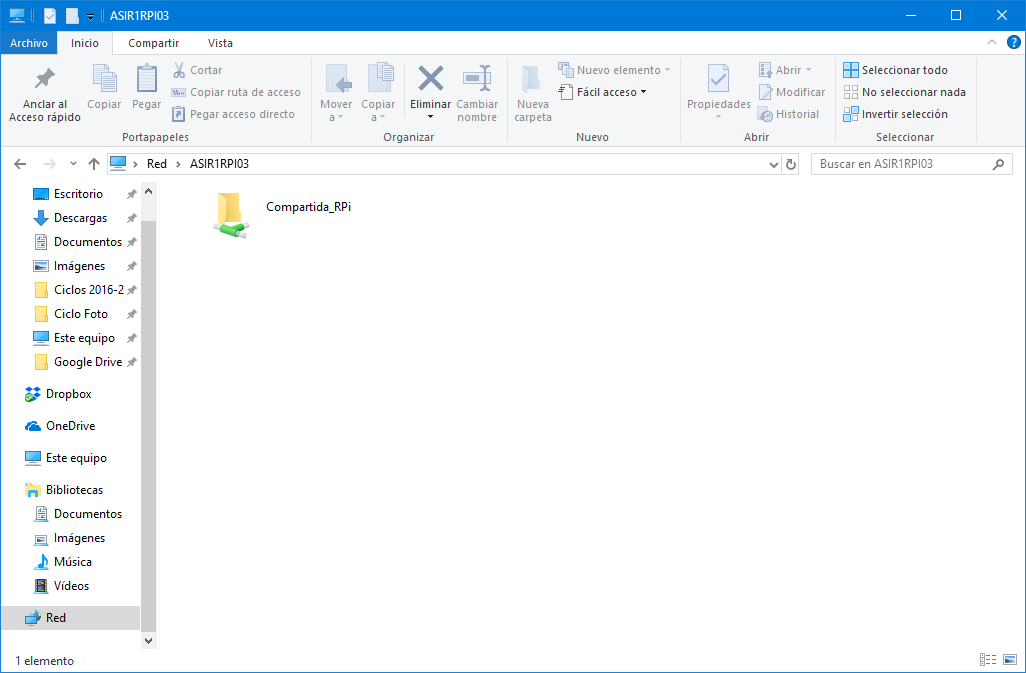 ASIR1RPI03
Archivo Inicio Compartir Vista
Anclar al
Acceso rápido
Copiar
Pegar
Cortar
Copiar ruta de acceso
Pegar acceso directo
Portapapeles
Mover
a
Copiar
a
Eliminar
Cambiar
nombre
Organizar
Nueva
carpeta
Nuevo elemento
Fácil acceso
Nuevo
Propiedades
Abrir
Modificar
Historial
Abrir
Seleccionar todo
No seleccionar nada
Invertir selección
Seleccionar
Red > ASIR1RPI03
Buscar en ASIR1RPI03
Escritorio
Descargas
Documentos
Imágenes
Ciclos 2016-2
Ciclo Foto
Este equipo
Google Drive
Dropbox
OneDrive
Este equipo
Bibliotecas
Documentos
Imágenes
Música
Vídeos
Red
Compartida_RPi
1 elemento